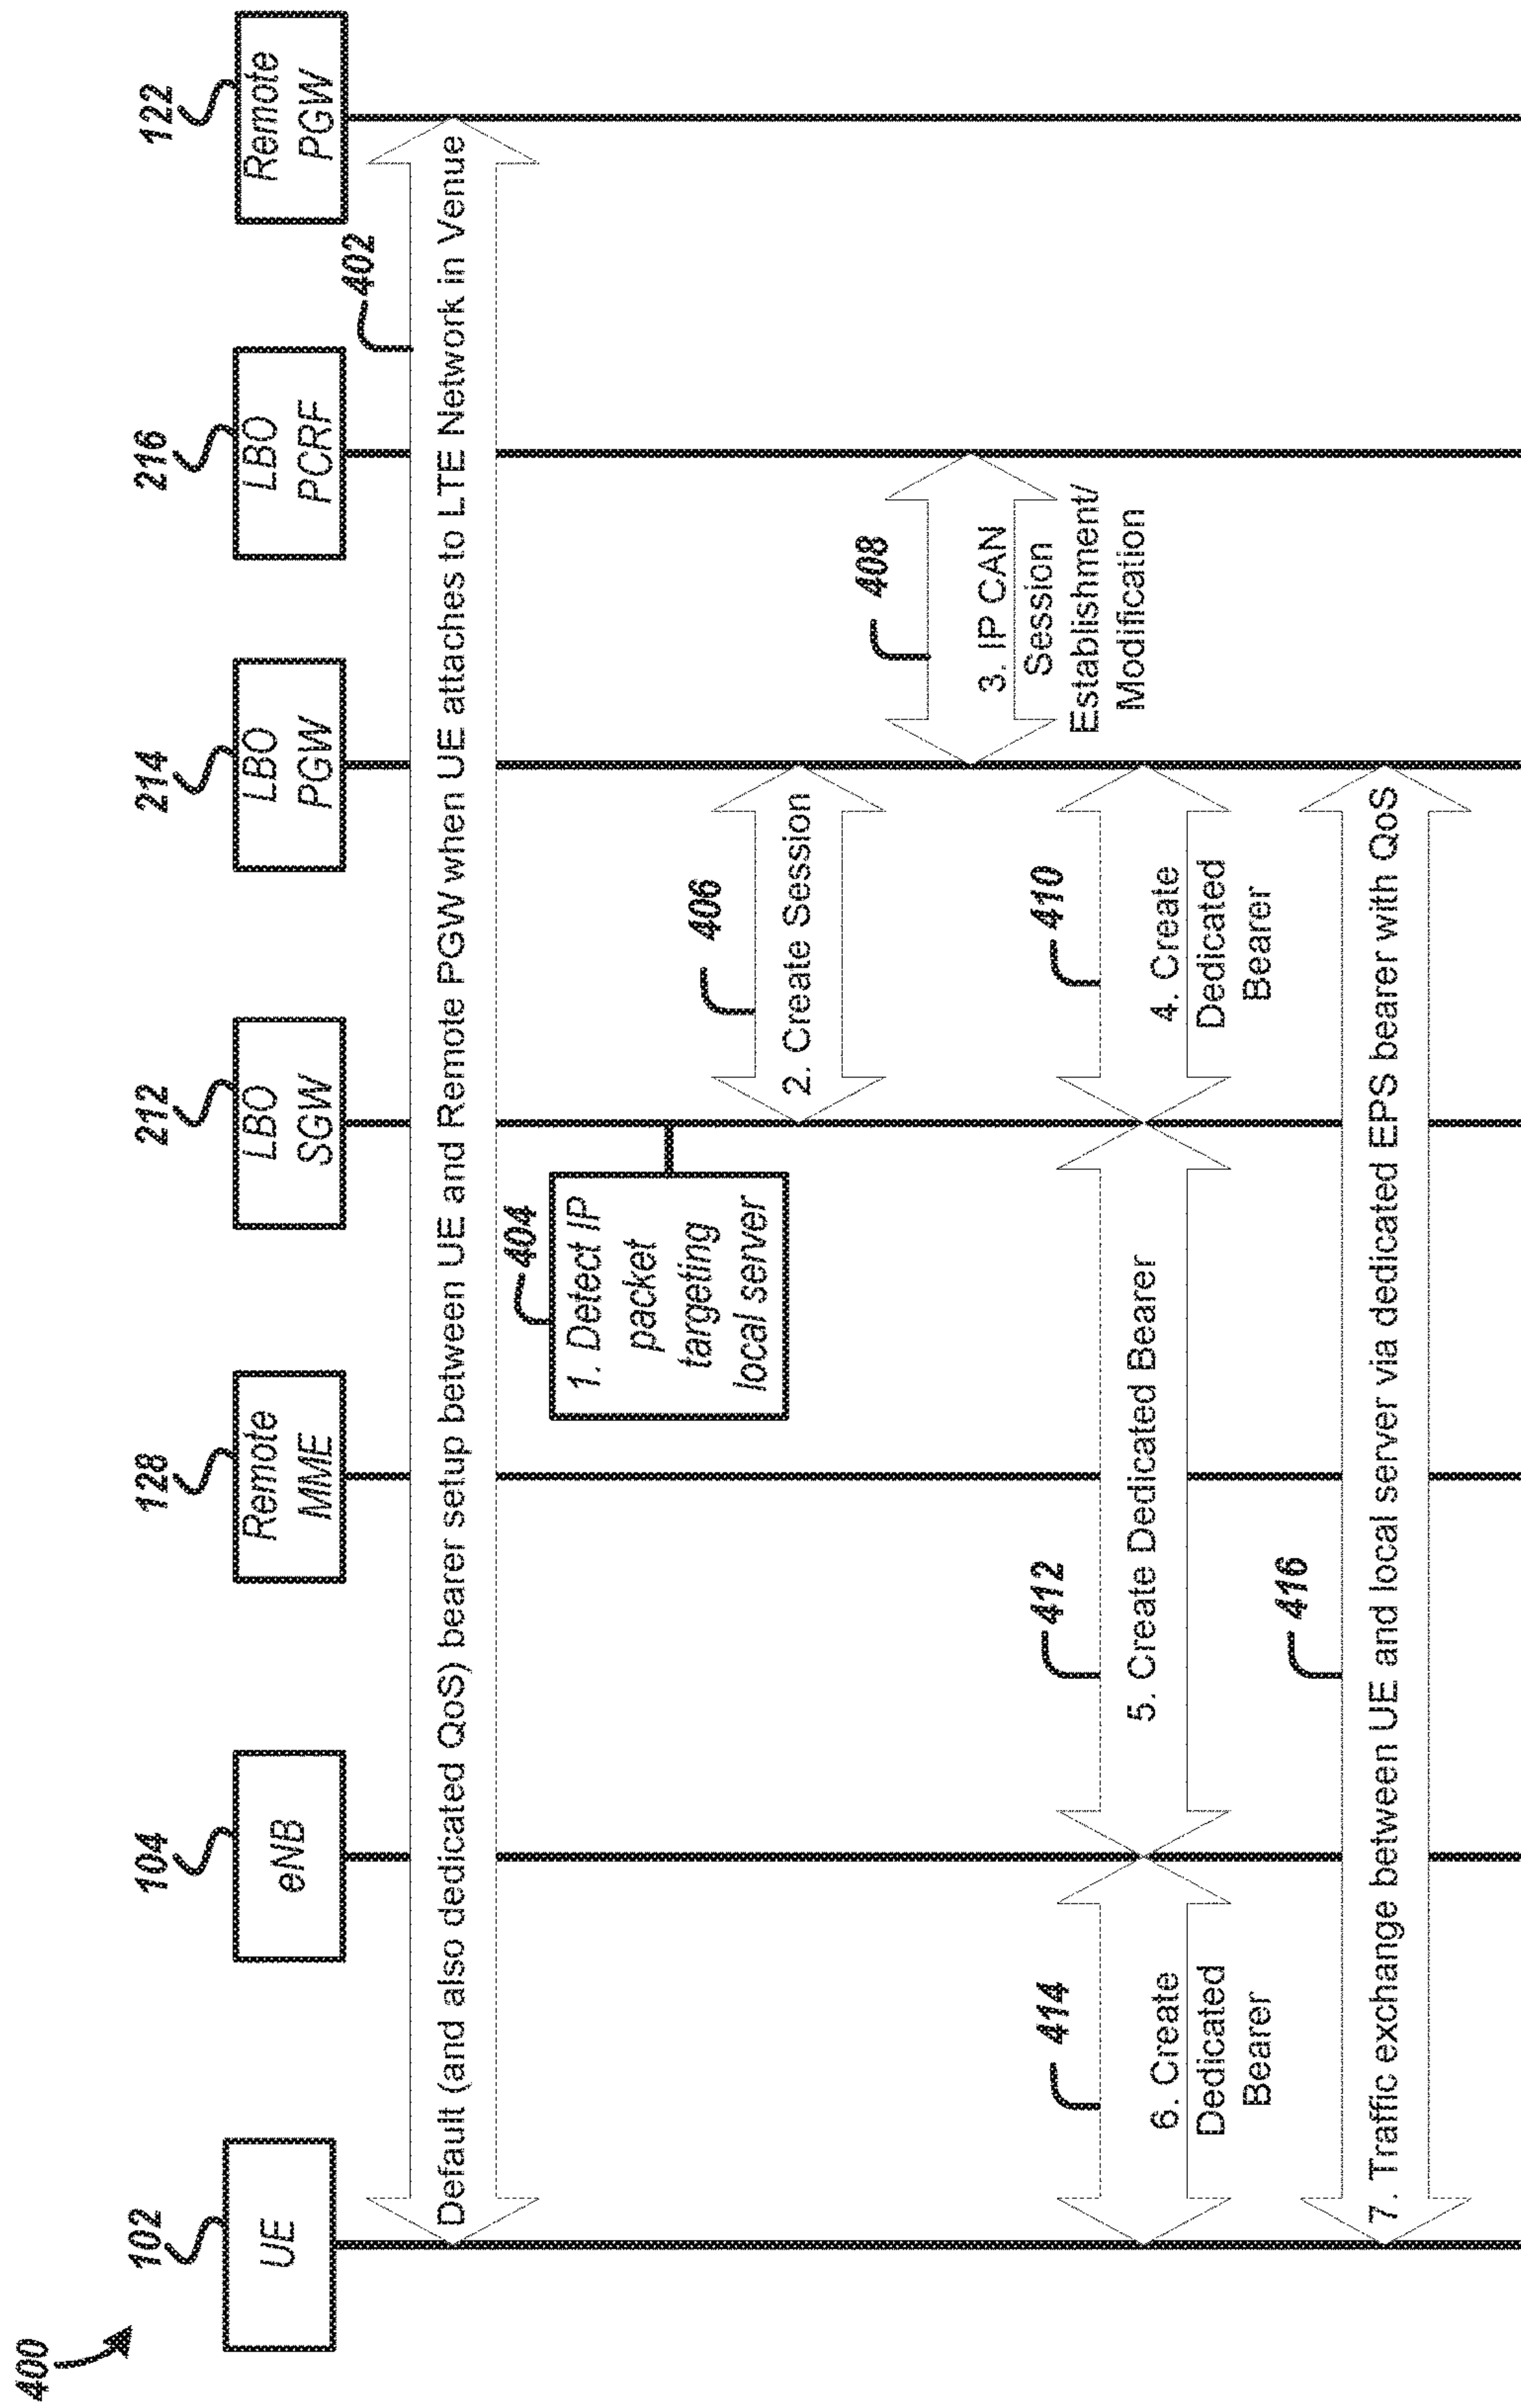 400
102
UE
104
eNB
128
Remote
MME
212
LBO
SGW
214
LBO
PGW
216
LBO
PCRF
122
Remote
PGW
402
Default (and also dedicated QoS) bearer setup between UE and Remote PGW when UE attaches to LTE Network in Venue
404
1. Detect IP
packet
targeting
local server
406
2. Create Session
408
3. IP CAN
Session
Establishment/
Modification
410
4. Create
Dedicated
Bearer
412
5. Create Dedicated Bearer
414
6. Create
Dedicated
Bearer
416
7. Traffic exchange between UE and local server via dedicated EPS bearer with QoS